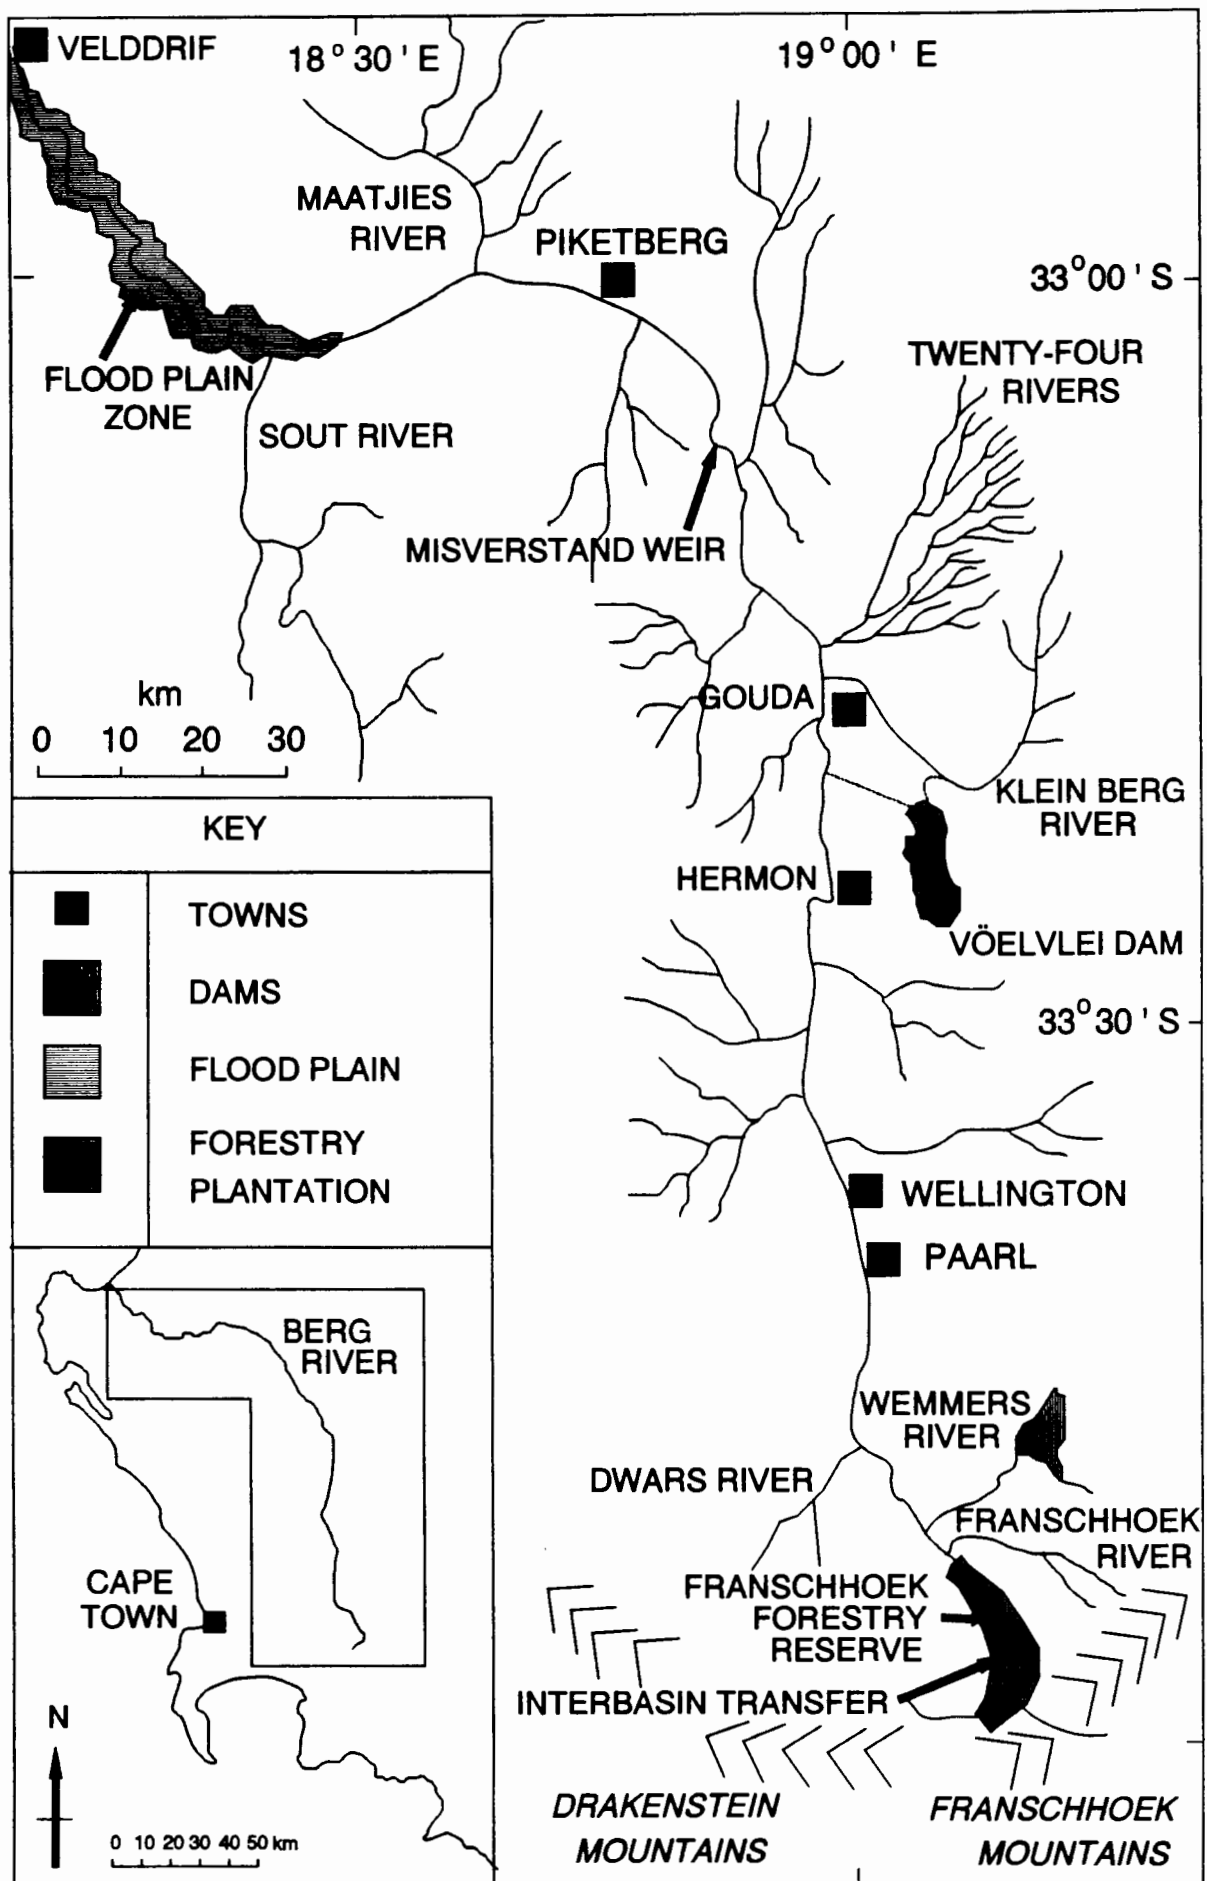 VELDDRIF
18°30'E
19°00'E
MAATJIES
RIVER
PIKETBERG
33°00'S
TWENTY-FOUR
RIVERS
FLOOD PLAIN
ZONE
SOUT RIVER
MISVERSTAND WEIR
km
0 10 20 30
GOUDA
KLEIN BERG
RIVER
HERMON
VÖELVLEI DAM
33°30'S
KEY
TOWNS
DAMS
FLOOD PLAIN
FORESTRY
PLANTATION
WELLINGTON
PAARL
BERG
RIVER
WEMMERS
RIVER
DWARS RIVER
FRANSCHHOEK
RIVER
CAPE
TOWN
FRANSCHHOEK
FORESTRY
RESERVE
INTERBASIN TRANSFER
N
0 10 20 30 40 50 km
DRAKENSTEIN
MOUNTAINS
FRANSCHHOEK
MOUNTAINS